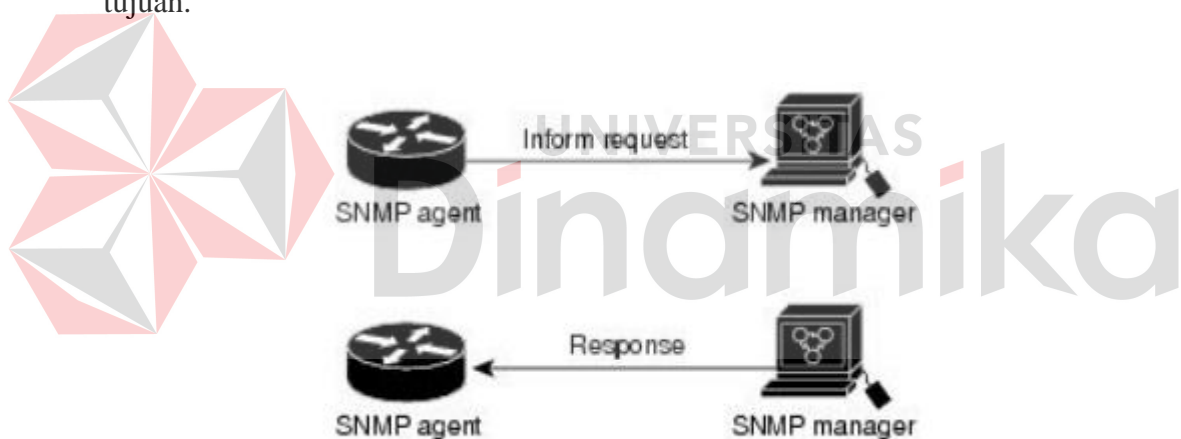 tujuan.
UNIVERSITAS
Dinamika
Inform request
SNMP agent
SNMP manager
Response
SNMP agent
SNMP manager